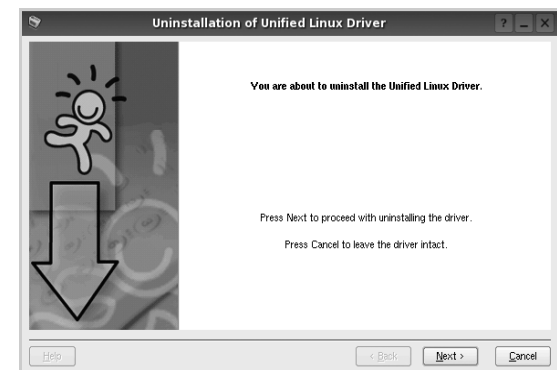 Uninstallation of Unified Linux Driver ? _ X
You are about to uninstall the Unified Linux Driver.
Press Next to proceed with uninstalling the driver.
Press Cancel to leave the driver intact.
Help < Back Next > Cancel